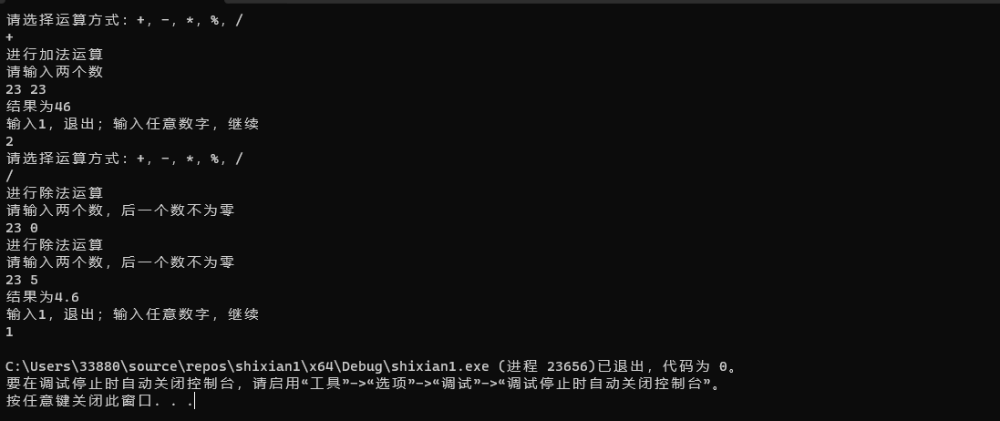 请选择运算方式：+，-，*，%，/
+
进行加法运算
请输入两个数
23 23
结果为46
输入1，退出；输入任意数字，继续
2
请选择运算方式：+，-，*，%，/
/
进行除法运算
请输入两个数，后一个数不为零
23 0
进行除法运算
请输入两个数，后一个数不为零
23 5
结果为4.6
输入1，退出；输入任意数字，继续
1
C:\Users\33880\source\repos\shixian1\x64\Debug\shixian1.exe (进程 23656)已退出，代码为 0。
要在调试停止时自动关闭控制台，请启用“工具”->“选项”->“调试”->“调试停止时自动关闭控制台”。
按任意键关闭此窗口. . .